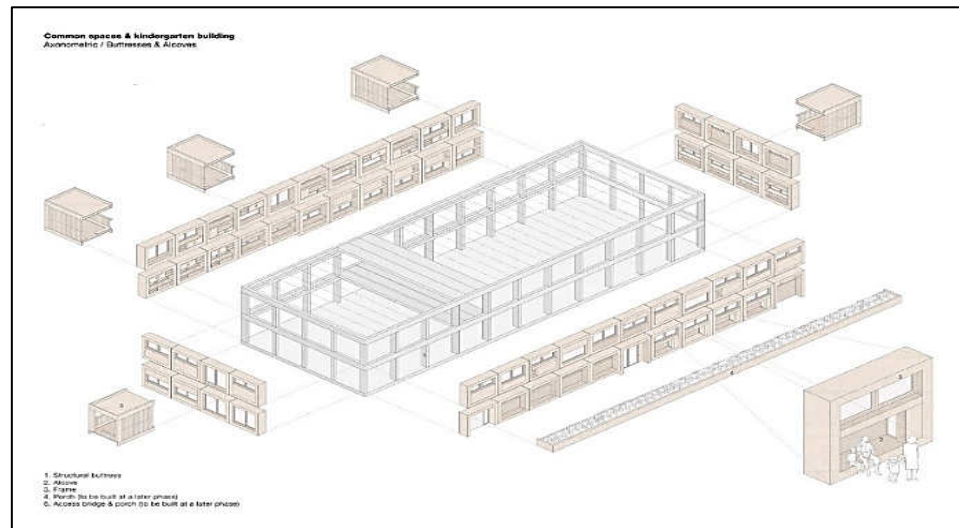 Common spaces & kindergarten building
Axonometric / Buttresses & Alcoves
1. Structural buttress
2. Alcove
3. Frame
4. Porch (to be built at a later phase)
5. Access bridge & porch (to be built at a later phase)